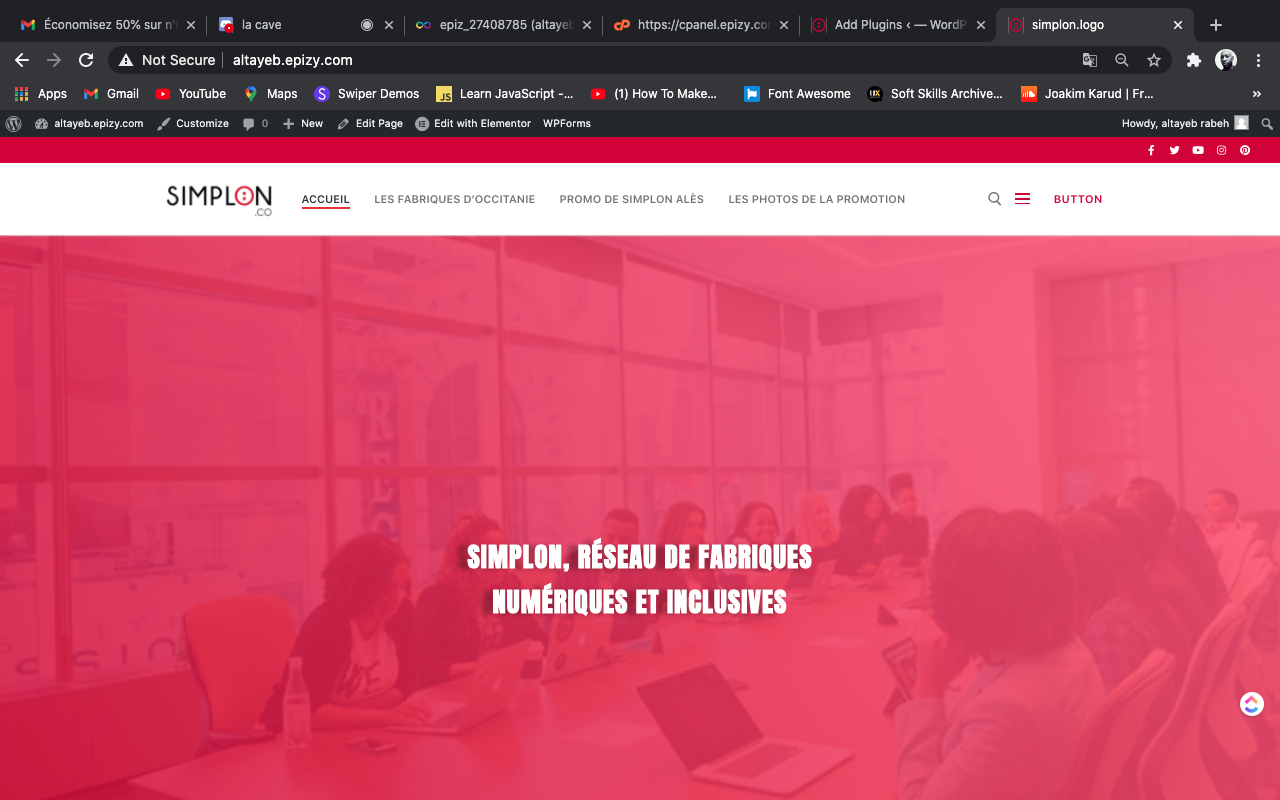 Économisez 50% sur n'i
la cave
epiz_27408785 (altayeb
https://cpanel.epizy.co
Add Plugins ‹ — WordP
simplon.logo
Not Secure
altayeb.epizy.com
Apps
Gmail
YouTube
Maps
Swiper Demos
Learn JavaScript -...
(1) How To Make...
Font Awesome
Soft Skills Archive...
Joakim Karud | Fr...
altayeb.epizy.com
Customize
0
New
Edit Page
Edit with Elementor
WPForms
Howdy, altayeb rabeh
SIMPLON
.CO
ACCUEIL
LES FABRIQUES D'OCCITANIE
PROMO DE SIMPLON ALÈS
LES PHOTOS DE LA PROMOTION
BUTTON
SIMPLON, RÉSEAU DE FABRIQUES
NUMÉRIQUES ET INCLUSIVES